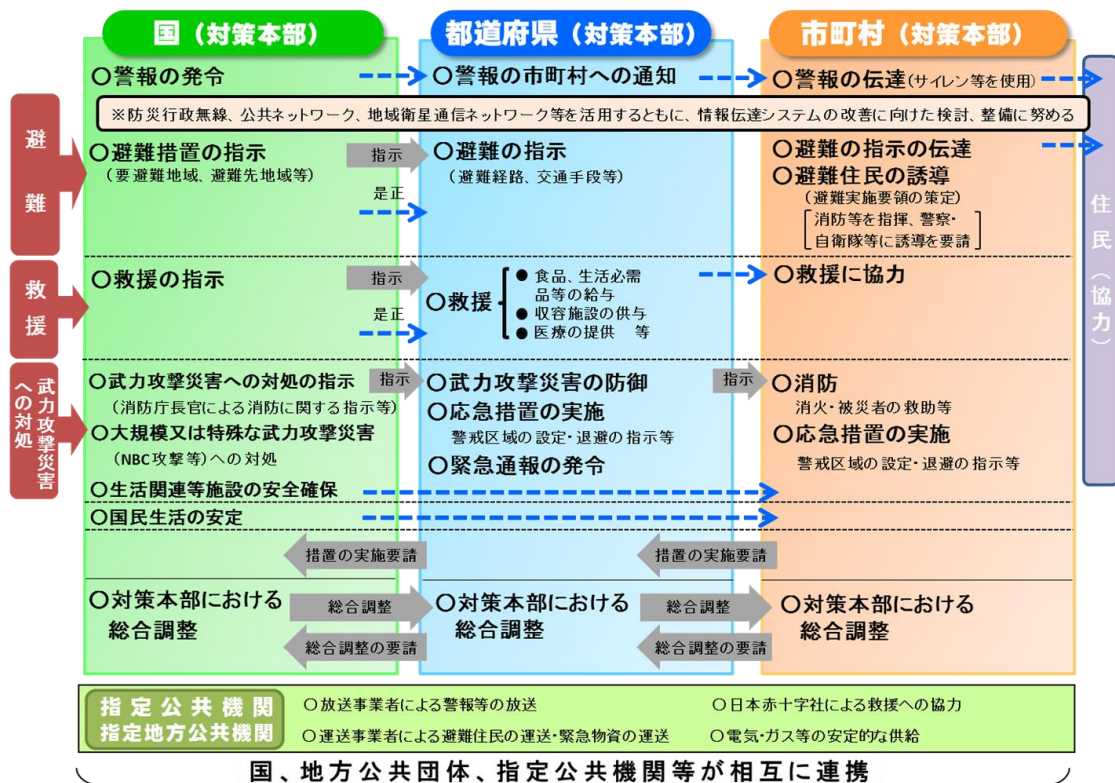 国（対策本部）
都道府県（対策本部）
市町村（対策本部）
○警報の発令
○警報の市町村への通知
○警報の伝達(サイレン等を使用)
※防災行政無線、公共ネットワーク、地域衛星通信ネットワーク等を活用するともに、情報伝達システムの改善に向けた検討、整備に努める
避難
○避難措置の指示
（要避難地域、避難先地域等）
指示
是正
○避難の指示
（避難経路、交通手段等）
○避難の指示の伝達
○避難住民の誘導
（避難実施要領の策定）
消防等を指揮、警察・
自衛隊等に誘導を要請
住民（協力）
救援
○救援の指示
指示
是正
○救援
● 食品、生活必需
品等の給与
● 収容施設の供与
● 医療の提供　等
○救援に協力
武力攻撃災害
への対処
○武力攻撃災害への対処の指示
（消防庁長官による消防に関する指示等）
○大規模又は特殊な武力攻撃災害
（NBC攻撃等）への対処
指示
○武力攻撃災害の防御
○応急措置の実施
警戒区域の設定・退避の指示等
○緊急通報の発令
指示
○消防
消火・被災者の救助等
○応急措置の実施
警戒区域の設定・退避の指示等
○生活関連等施設の安全確保
○国民生活の安定
措置の実施要請
措置の実施要請
○対策本部における
総合調整
総合調整
総合調整の要請
○対策本部における
総合調整
総合調整
総合調整の要請
○対策本部における
総合調整
指定公共機関
指定地方公共機関
○放送事業者による警報等の放送
○日本赤十字社による救援への協力
○運送事業者による避難住民の運送・緊急物資の運送
○電気・ガス等の安定的な供給
国、地方公共団体、指定公共機関等が相互に連携